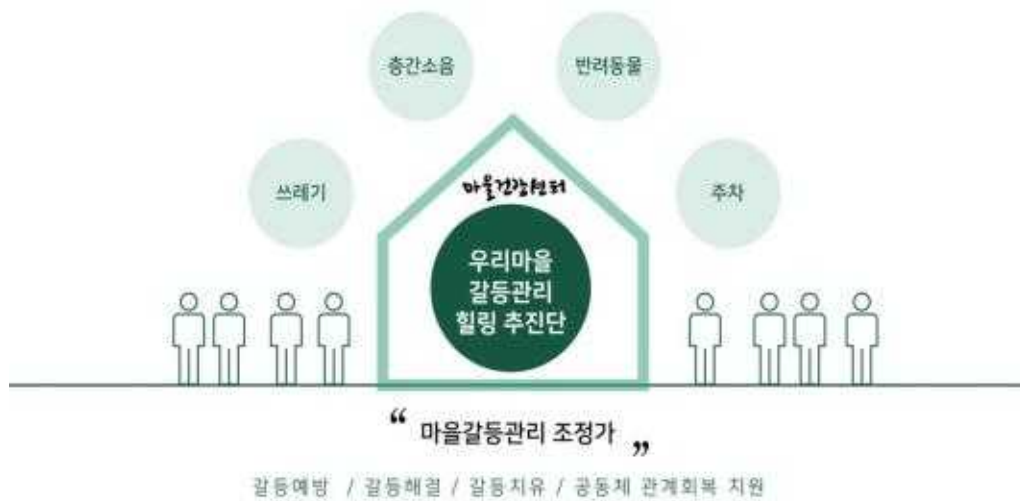 층간소음
반려동물
쓰레기
주차
마을건강센터
우리마을
갈등관리
힐링 추진단
“ 마을갈등관리 조정가 ”
갈등예방 / 갈등해결 / 갈등치유 / 공동체 관계회복 지원